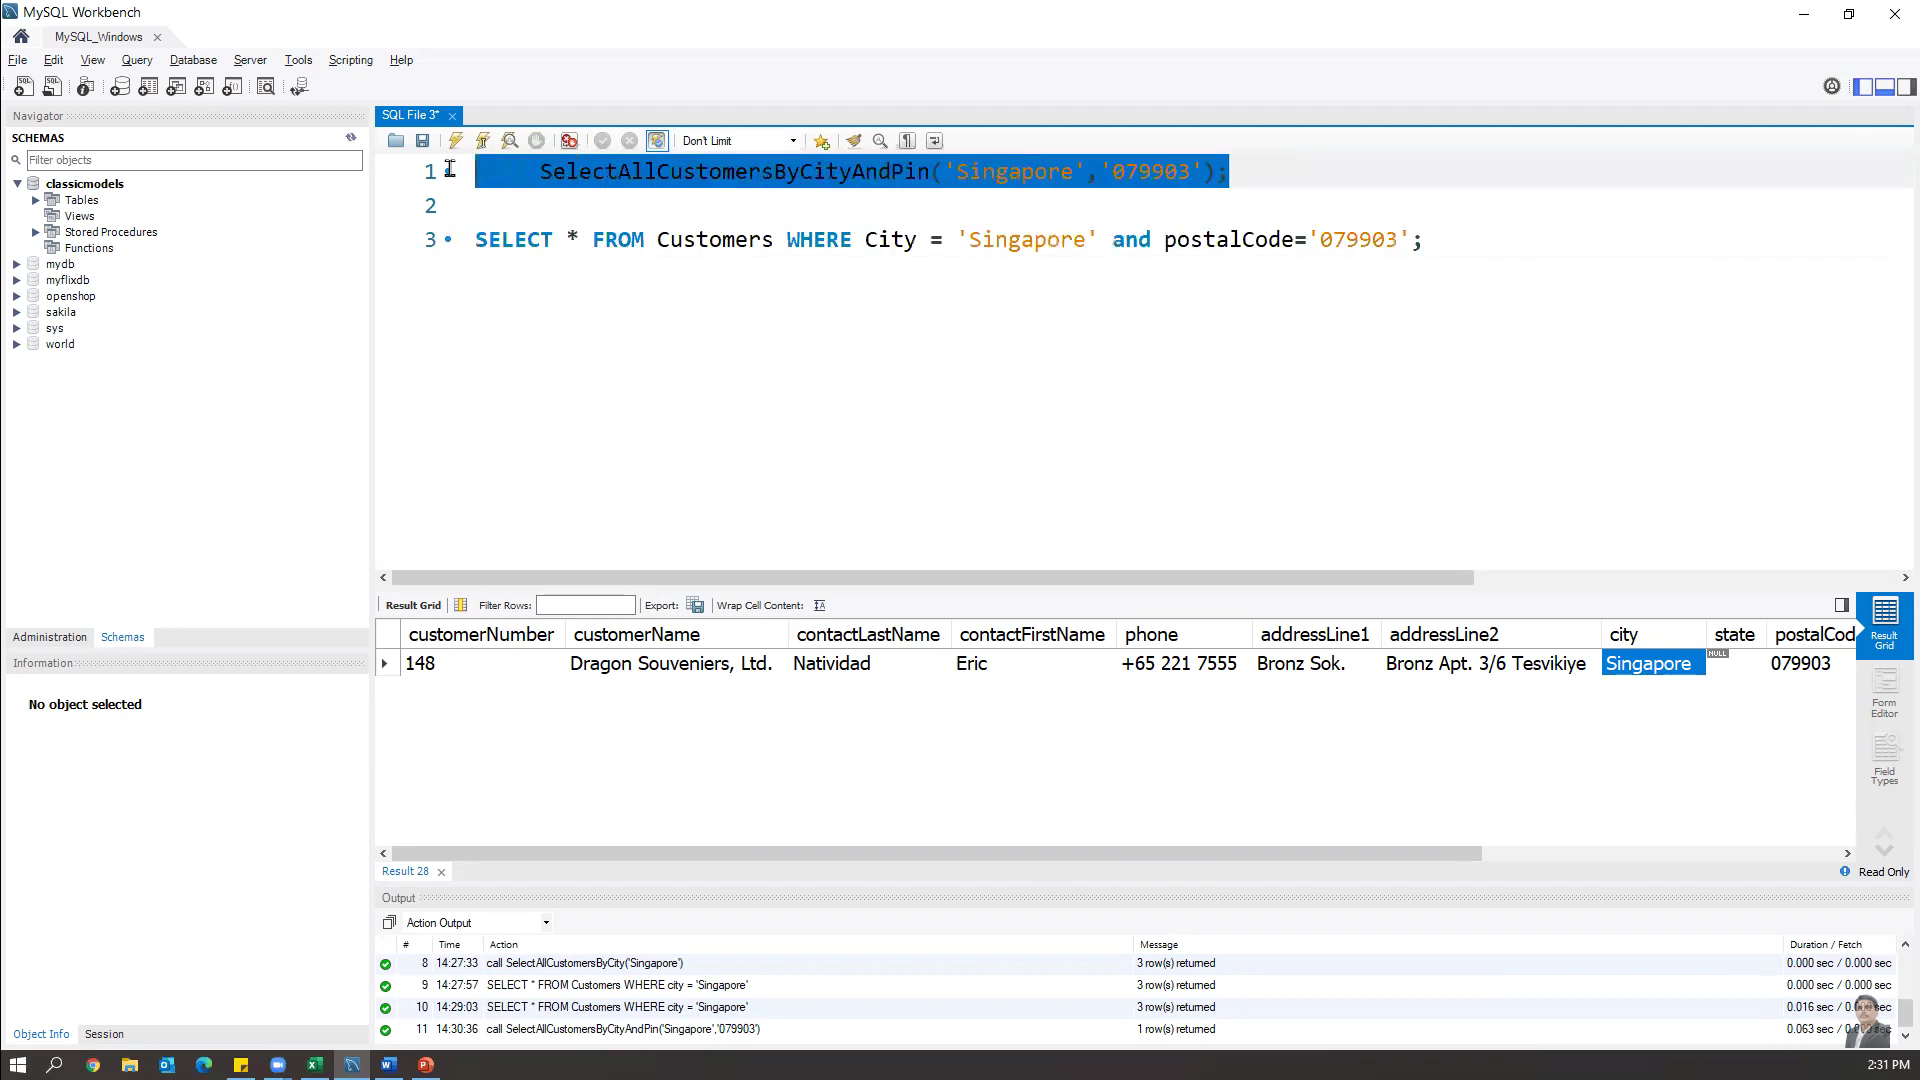 MySQL Workbench
MySQL_Windows
File Edit View Query Database Server Tools Scripting Help
Navigator
SCHEMAS
Filter objects
classicmodels
Tables
Views
Stored Procedures
Functions
mydb
myflixdb
openshop
sakila
sys
world
Administration Schemas
Information
No object selected
Object Info Session
SQL File 3*
Don't Limit
1 SelectAllCustomersByCityAndPin('Singapore','079903');
2
3 SELECT * FROM Customers WHERE City = 'Singapore' and postalCode='079903';
Result Grid Filter Rows: Export: Wrap Cell Content:
customerNumber customerName contactLastName contactFirstName phone addressLine1 addressLine2 city state postalCod
148 Dragon Souveniers, Ltd. Natividad Eric +65 221 7555 Bronz Sok. Bronz Apt. 3/6 Tesvikiye Singapore NULL 079903
Result Grid
Form Editor
Field Types
Result 28
Read Only
Output
Action Output
# Time Action Message Duration / Fetch
8 14:27:33 call SelectAllCustomersByCity('Singapore') 3 row(s) returned 0.000 sec / 0.000 sec
9 14:27:57 SELECT * FROM Customers WHERE city = 'Singapore' 3 row(s) returned 0.000 sec / 0.000 sec
10 14:29:03 SELECT * FROM Customers WHERE city = 'Singapore' 3 row(s) returned 0.016 sec /
11 14:30:36 call SelectAllCustomersByCityAndPin('Singapore','079903') 1 row(s) returned 0.063 sec /
2:31 PM